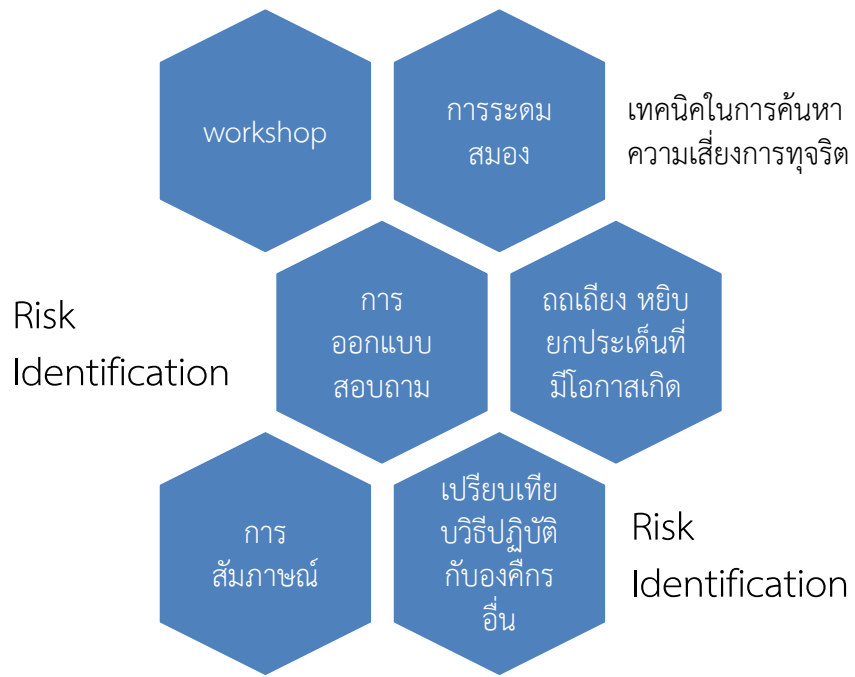 workshop
การระดม
สมอง
เทคนิคในการค้นหา
ความเสี่ยงการทุจริต
Risk
Identification
การ
ออกแบบ
สอบถาม
ถถเถียง หยิบ
ยกประเด็นที่
มีโอกาสเกิด
การ
สัมภาษณ์
เปรียบเทีย
บวิธีปฏิบัติ
กับองค์กร
อื่น
Risk
Identification